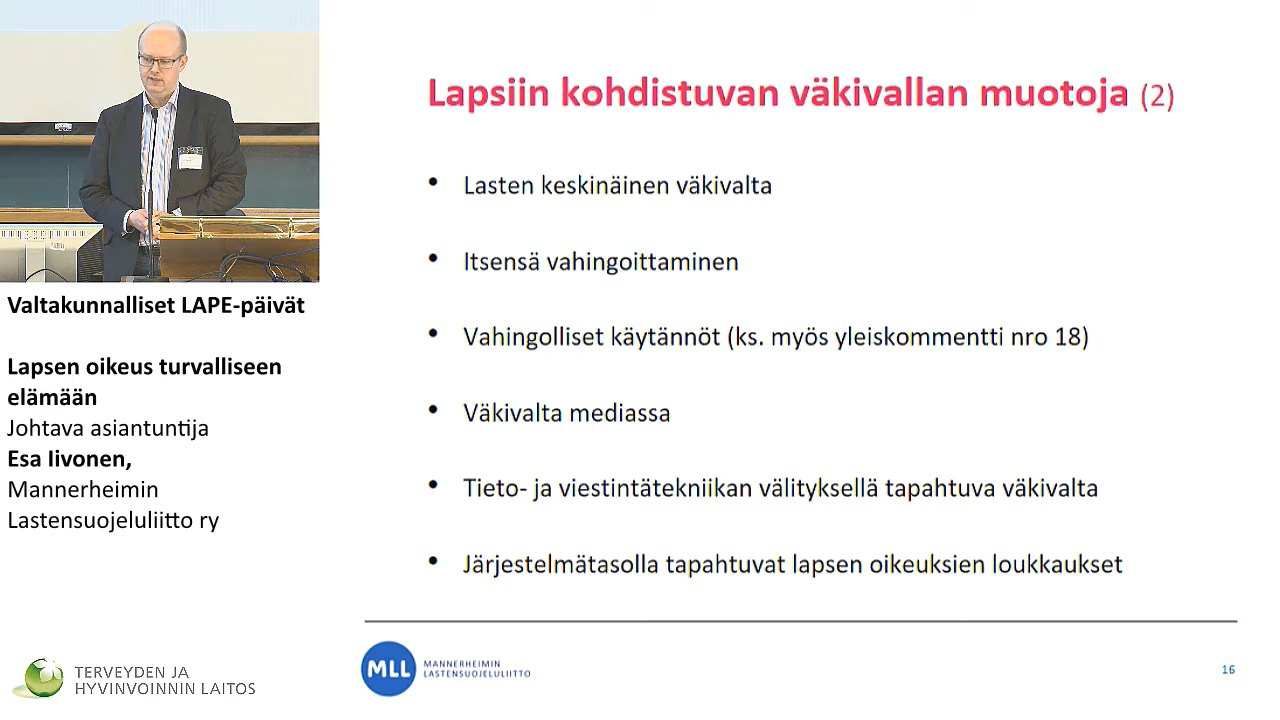 Lapsiin kohdistuvan väkivallan muotoja (2)
• Lasten keskinäinen väkivalta
• Itsensä vahingoittaminen
• Vahingolliset käytännöt (ks. myös yleiskommentti nro 18)
• Väkivalta mediassa
• Tieto- ja viestintätekniikan välityksellä tapahtuva väkivalta
• Järjestelmätasolla tapahtuvat lapsen oikeuksien loukkaukset
Valtakunnalliset LAPE-päivät
Lapsen oikeus turvalliseen
elämään
Johtava asiantuntija
Esa Iivonen,
Mannerheimin
Lastensuojeluliitto ry
TERVEYDEN JA
HYVINVOINNIN LAITOS
MLL
MANNERHEIMIN
LASTENSUOJELULIITTO
16